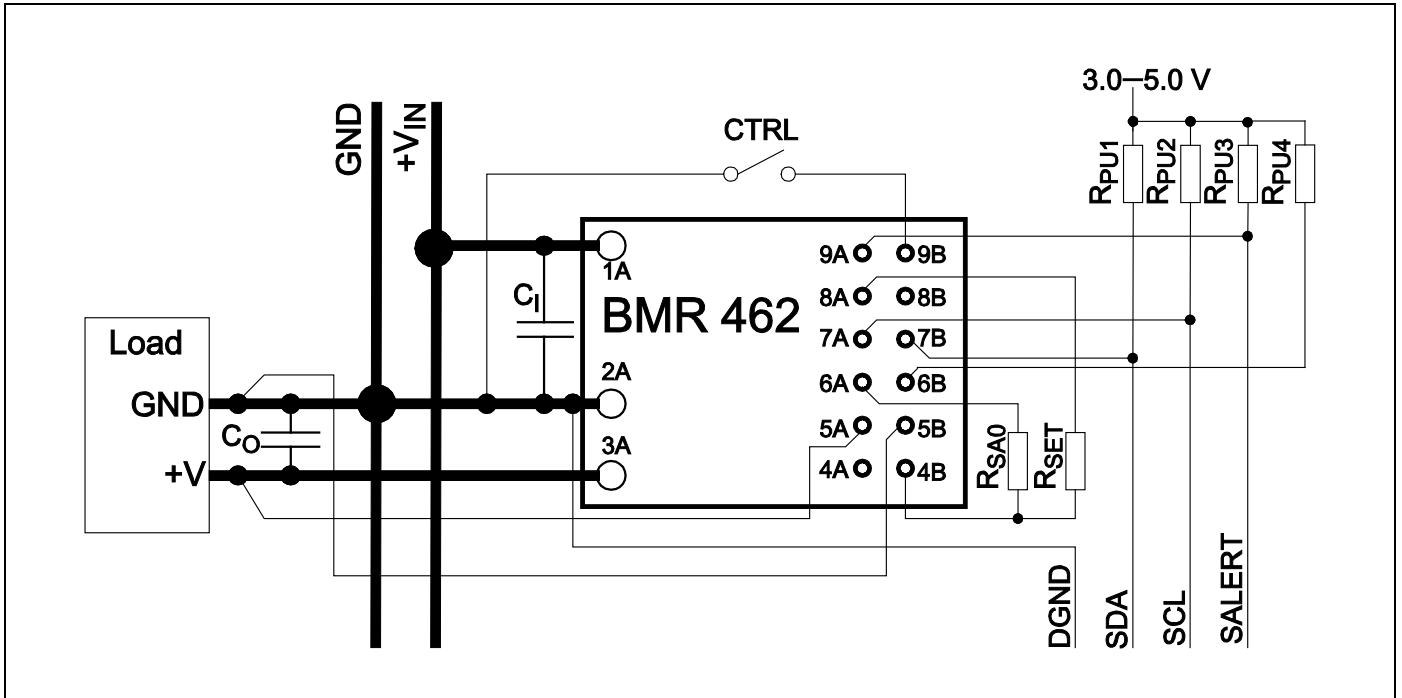 3.0–5.0 V
GND
+VIN
CTRL
RPU1
RPU2
RPU3
RPU4
9A
9B
1A
8A
8B
CI
BMR 462
7A
7B
Load
2A
6A
6B
GND
CO
5A
5B
3A
+V
4A
4B
RSA0
RSET
DGND
SDA
SCL
SALERT